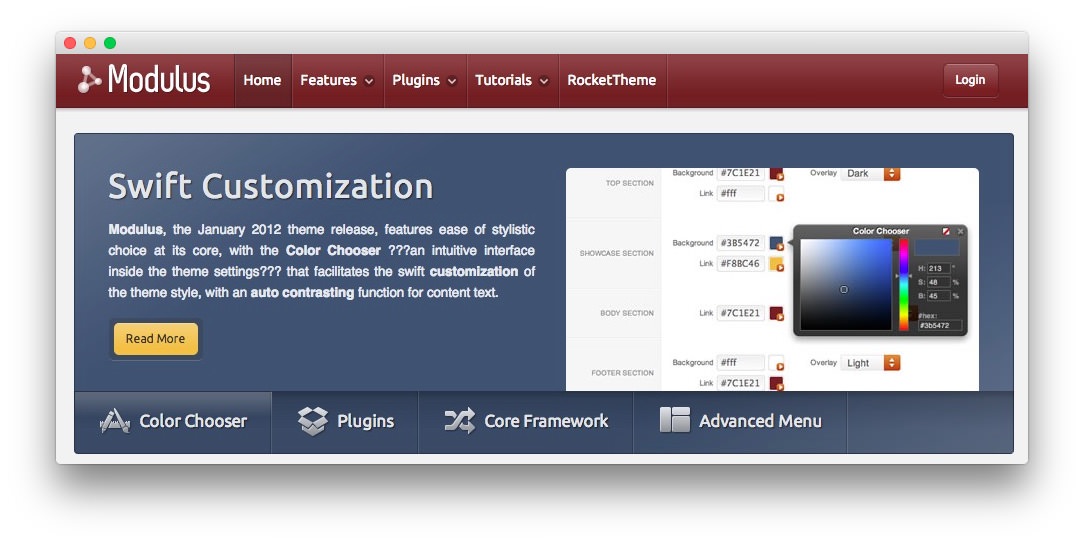 Modulus Home Features Plugins Tutorials RocketTheme Login
Swift Customization
Modulus, the January 2012 theme release, features ease of stylistic
choice at its core, with the Color Chooser ???an intuitive interface
inside the theme settings??? that facilitates the swift customization of
the theme style, with an auto contrasting function for content text.
Read More
TOP SECTION
Background #7C1E21 Overlay Dark
Link #fff
SHOWCASE SECTION
Background #3B5472
Link #F8BC46
BODY SECTION
Link #7C1E21
FOOTER SECTION
Background #fff Overlay Light
Link #7C1E21
Color Chooser
H: 213 °
S: 48 %
B: 45 %
#hex:
#3b5472
Color Chooser Plugins Core Framework Advanced Menu